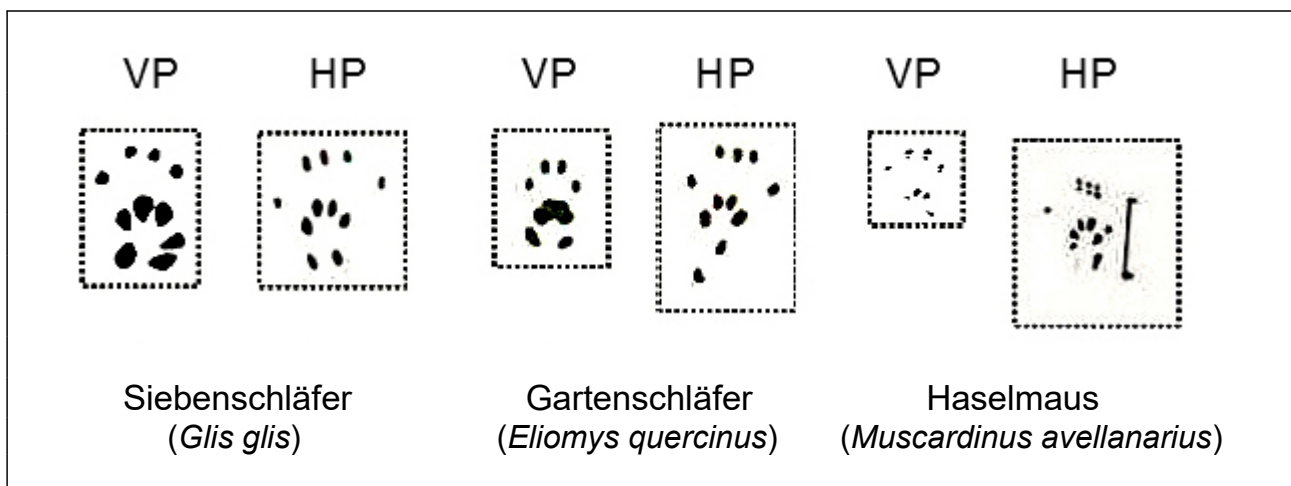 VP HP VP HP VP HP
Siebenschläfer Gartenschläfer Haselmaus
(Glis glis) (Eliomys quercinus) (Muscardinus avellanarius)